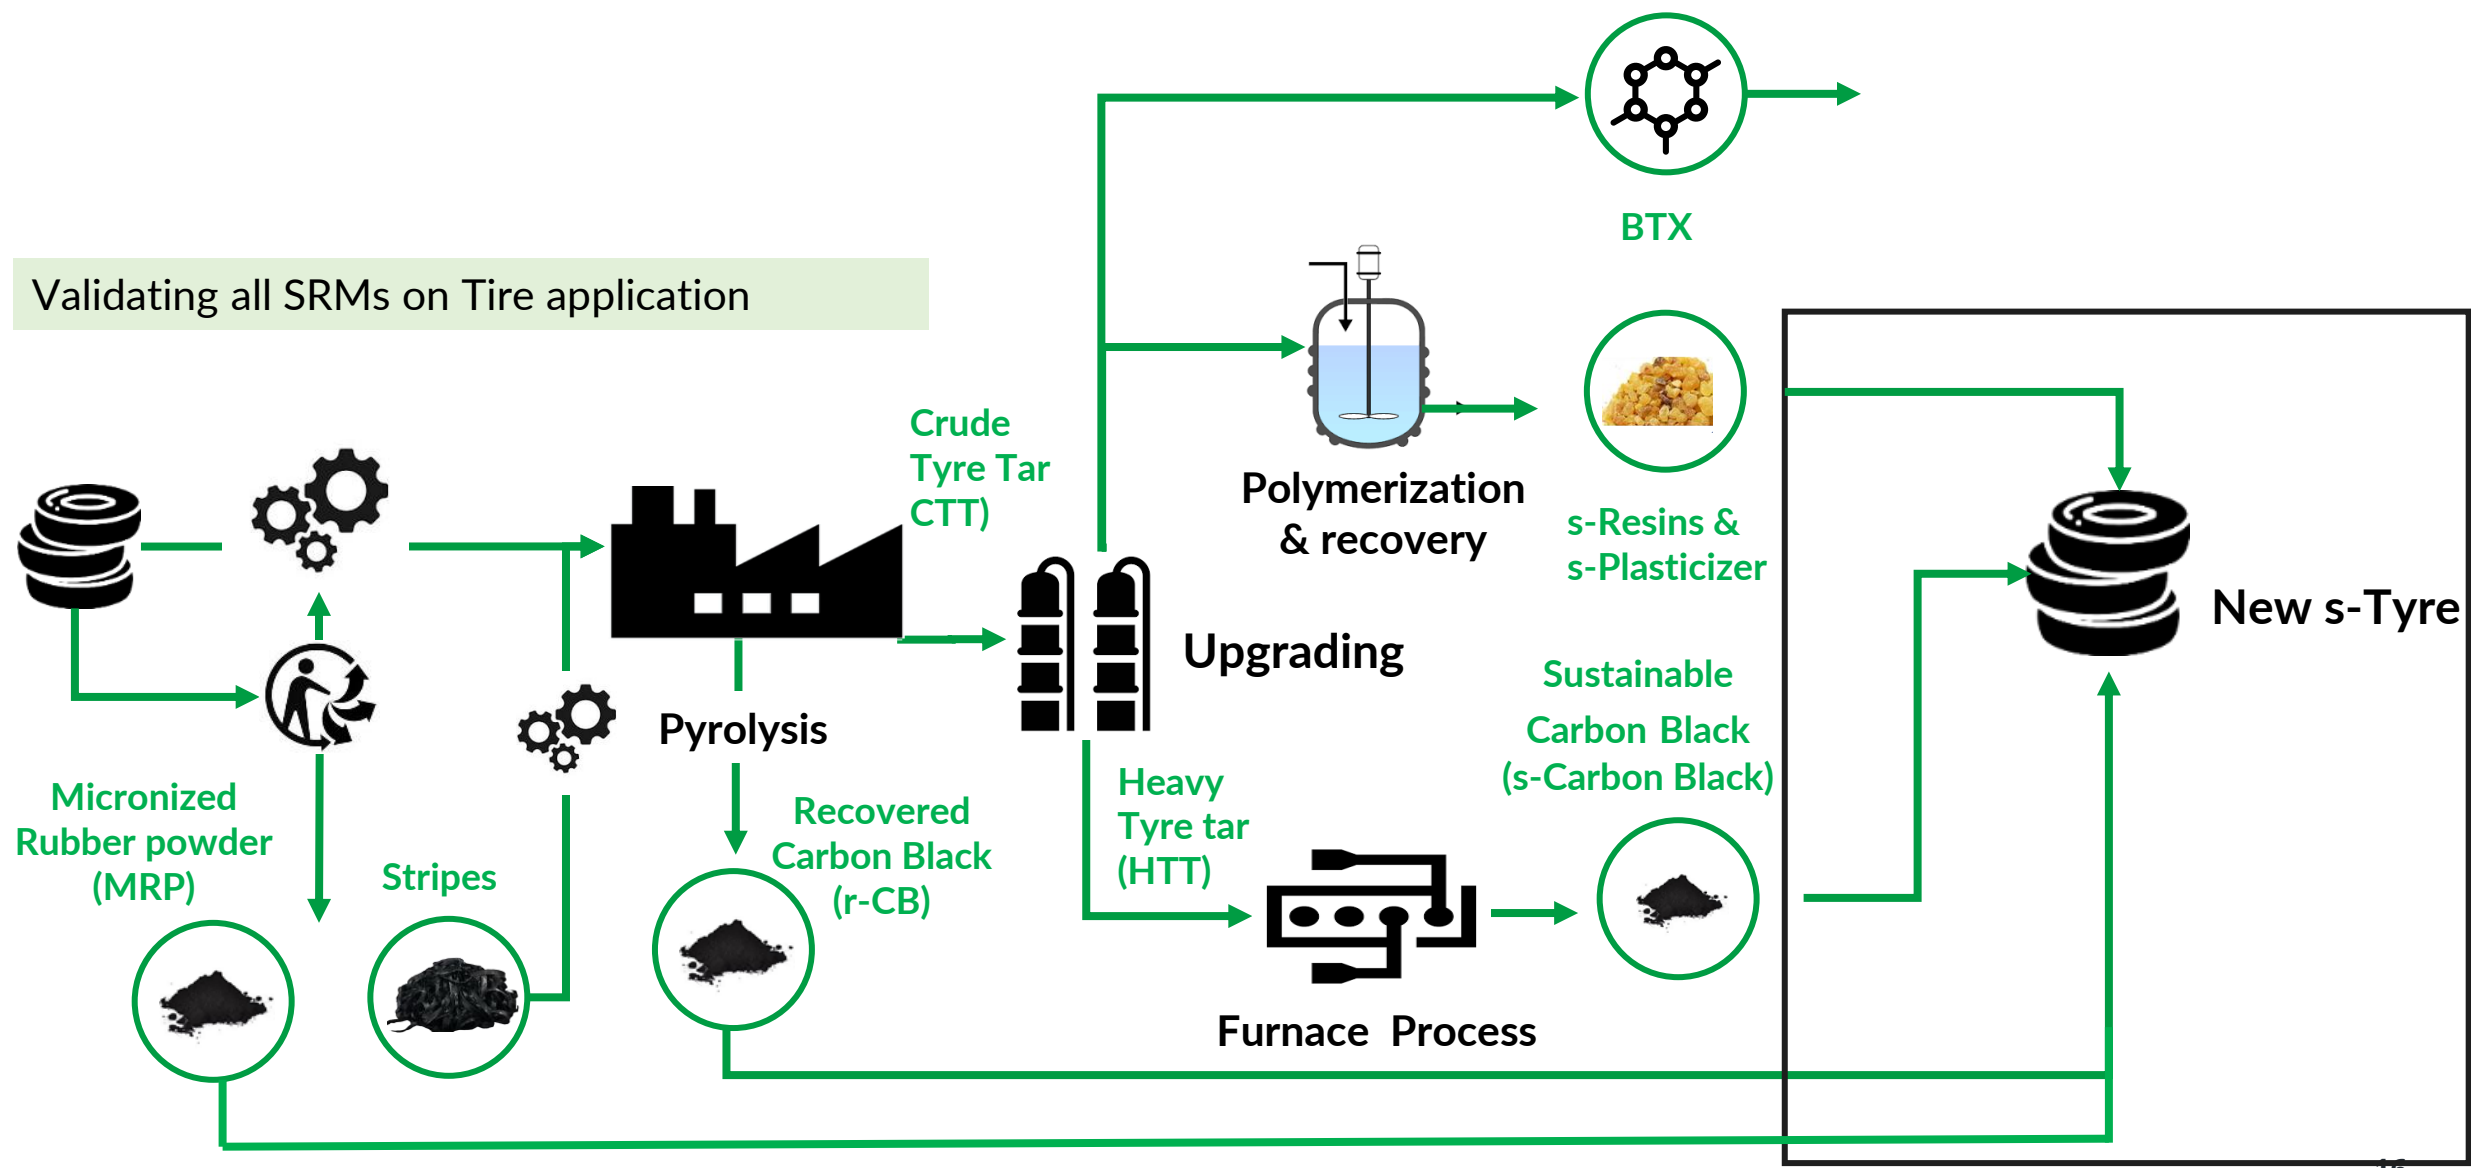 BTX
Validating all SRMs on Tire application
Crude
Tyre Tar
CTT)
Polymerization
& recovery
s-Resins &
s-Plasticizer
New s-Tyre
Upgrading
Sustainable
Carbon Black
(s-Carbon Black)
Pyrolysis
Micronized
Rubber powder
(MRP)
Stripes
Recovered
Carbon Black
(r-CB)
Heavy
Tyre tar
(HTT)
Furnace Process